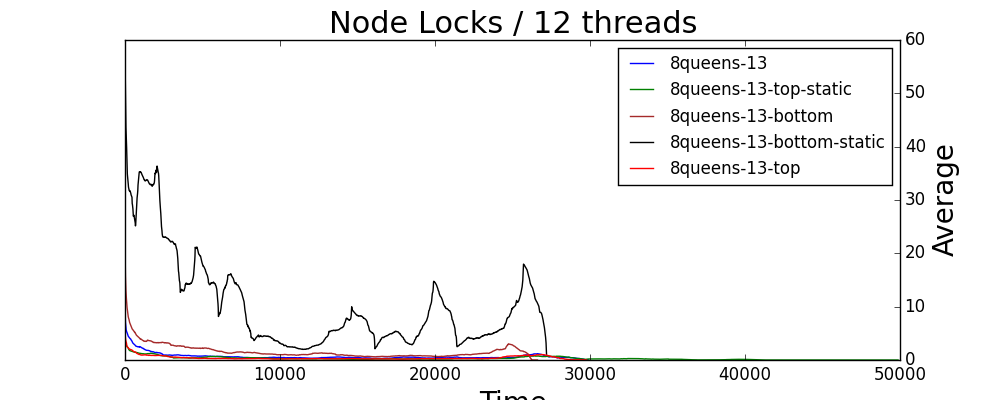 Node Locks / 12 threads
8queens-13
8queens-13-top-static
8queens-13-bottom
8queens-13-bottom-static
8queens-13-top
60
50
40
30
20
10
0
Average
0 10000 20000 30000 40000 50000
Time